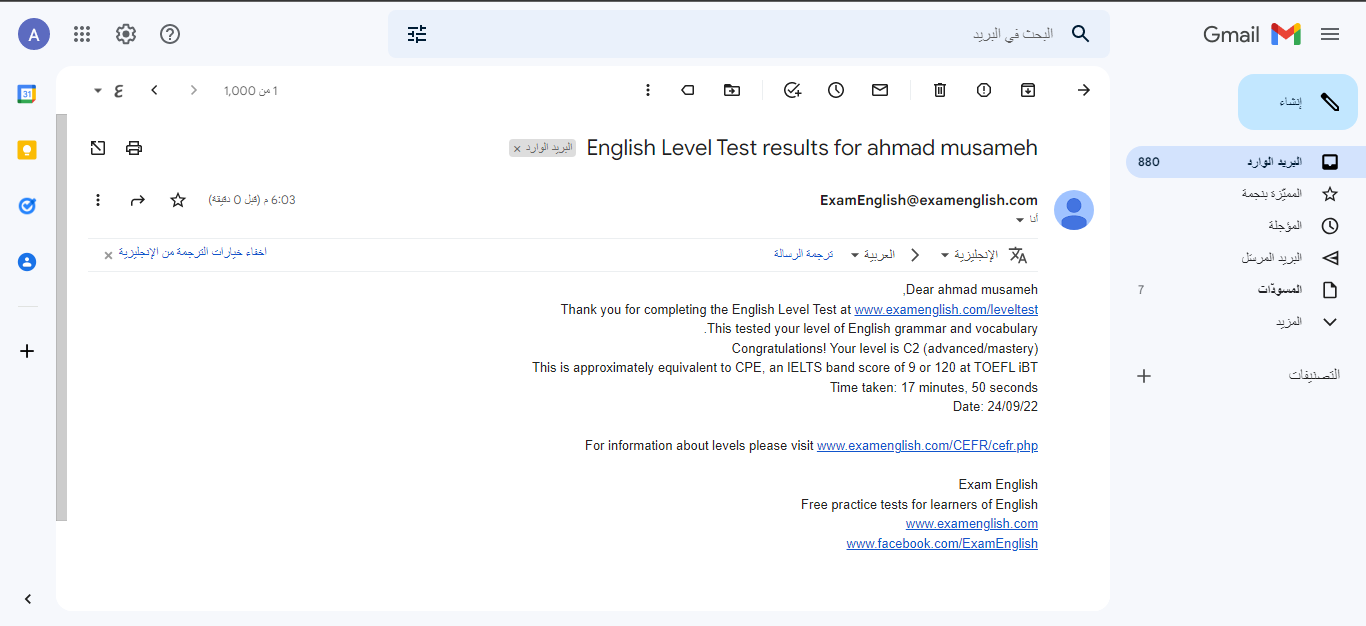 A
البحث في البريد
Gmail
ع
1 من 1,000
إنشاء
English Level Test results for ahmad musameh
البريد الوارد ×
البريد الوارد
880
المميّزة بنجمة
المؤجلة
البريد المرسَل
المسودّات
7
المزيد
التصنيفات
ExamEnglish@examenglish.com
6:03 م (قبل 0 دقيقة)
أنا
الإنجليزية
العربية
ترجمة الرسالة
اخفاء خيارات الترجمة من الإنجليزية ×
,Dear ahmad musameh
Thank you for completing the English Level Test at www.examenglish.com/leveltest
.This tested your level of English grammar and vocabulary
Congratulations! Your level is C2 (advanced/mastery)
This is approximately equivalent to CPE, an IELTS band score of 9 or 120 at TOEFL iBT
Time taken: 17 minutes, 50 seconds
Date: 24/09/22
For information about levels please visit www.examenglish.com/CEFR/cefr.php
Exam English
Free practice tests for learners of English
www.examenglish.com
www.facebook.com/ExamEnglish
31